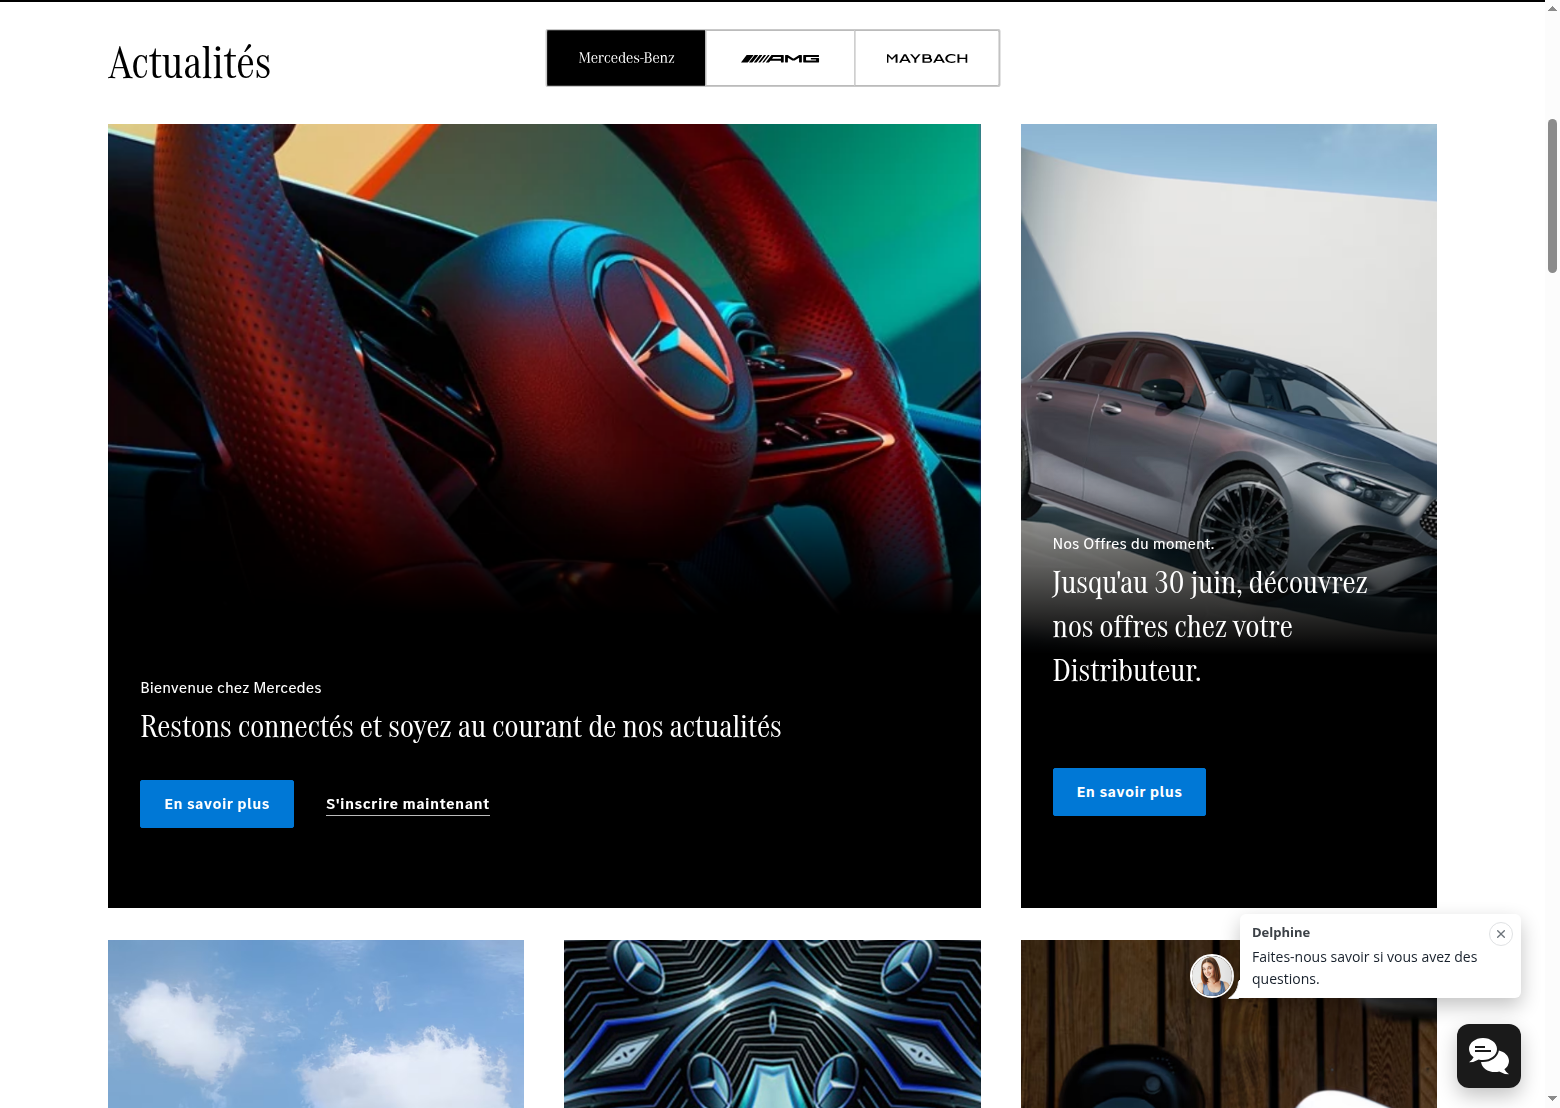 Actualités
Mercedes-Benz
AMG
MAYBACH
Bienvenue chez Mercedes
Restons connectés et soyez au courant de nos actualités
En savoir plus
S'inscrire maintenant
Nos Offres du moment.
Jusqu'au 30 juin, découvrez
nos offres chez votre
Distributeur.
En savoir plus
Delphine
Faites-nous savoir si vous avez des
questions.